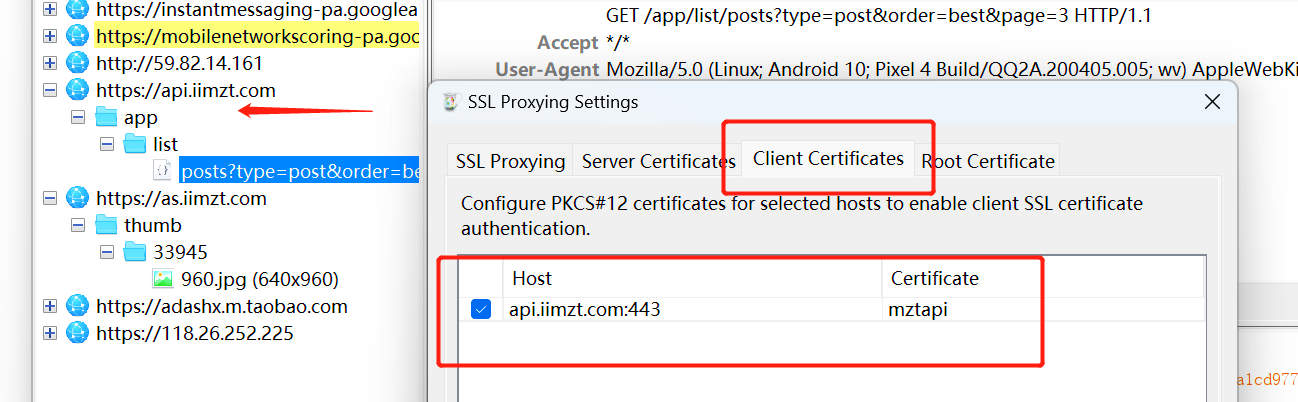 https://instantmessaging-pa.googlea
https://mobilenetworkscoring-pa.goo
http://59.82.14.161
https://api.iimzt.com
app
list
posts?type=post&order=be
https://as.iimzt.com
thumb
33945
960.jpg (640x960)
https://adashx.m.taobao.com
https://118.26.252.225
GET /app/list/posts?type=post&order=best&page=3 HTTP/1.1
Accept */*
User-Agent Mozilla/5.0 (Linux; Android 10; Pixel 4 Build/QQ2A.200405.005; wv) AppleWebKi
SSL Proxying Settings
SSL Proxying Server Certificates Client Certificates Root Certificate
Configure PKCS#12 certificates for selected hosts to enable client SSL certificate
authentication.
Host Certificate
api.iimzt.com:443 mztapi
a1cd977